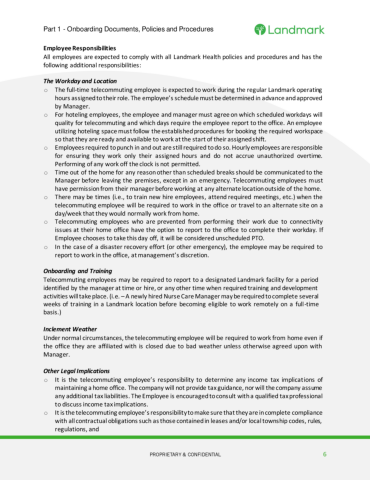 Part 1 - Onboarding Documents, Policies and Procedures
Landmark
Employee Responsibilities
All employees are expected to comply with all Landmark Health policies and procedures and has the
following additional responsibilities:
The Workday and Location
o The full-time telecommuting employee is expected to work during the regular Landmark operating
hours assigned to their role. The employee's schedule must be determined in advance and approved
by Manager.
o For hoteling employees, the employee and manager must agree on which scheduled workdays will
quality for telecommuting and which days require the employee report to the office. An employee
utilizing hoteling space must follow the established procedures for booking the required workspace
so that they are ready and available to work at the start of their assigned shift.
o Employees required to punch in and out are still required to do so. Hourly employees are responsible
for ensuring they work only their assigned hours and do not accrue unauthorized overtime.
Performing of any work off the clock is not permitted.
o Time out of the home for any reason other than scheduled breaks should be communicated to the
Manager before leaving the premises, except in an emergency. Telecommuting employees must
have permission from their manager before working at any alternate location outside of the home.
o There may be times (i.e., to train new hire employees, attend required meetings, etc.) when the
telecommuting employee will be required to work in the office or travel to an alternate site on a
day/week that they would normally work from home.
o Telecommuting employees who are prevented from performing their work due to connectivity
issues at their home office have the option to report to the office to complete their workday. If
Employee chooses to take this day off, it will be considered unscheduled PTO.
o In the case of a disaster recovery effort (or other emergency), the employee may be required to
report to work in the office, at management's discretion.
Onboarding and Training
Telecommuting employees may be required to report to a designated Landmark facility for a period
identified by the manager at time or hire, or any other time when required training and development
activities will take place. (i.e. – A newly hired Nurse Care Manager may be required to complete several
weeks of training in a Landmark location before becoming eligible to work remotely on a full-time
basis.)
Inclement Weather
Under normal circumstances, the telecommuting employee will be required to work from home even if
the office they are affiliated with is closed due to bad weather unless otherwise agreed upon with
Manager.
Other Legal Implications
o It is the telecommuting employee's responsibility to determine any income tax implications of
maintaining a home office. The company will not provide tax guidance, nor will the company assume
any additional tax liabilities. The Employee is encouraged to consult with a qualified tax professional
to discuss income tax implications.
o It is the telecommuting employee's responsibility to make sure that they are in complete compliance
with all contractual obligations such as those contained in leases and/or local township codes, rules,
regulations, and
PROPRIETARY & CONFIDENTIAL
6